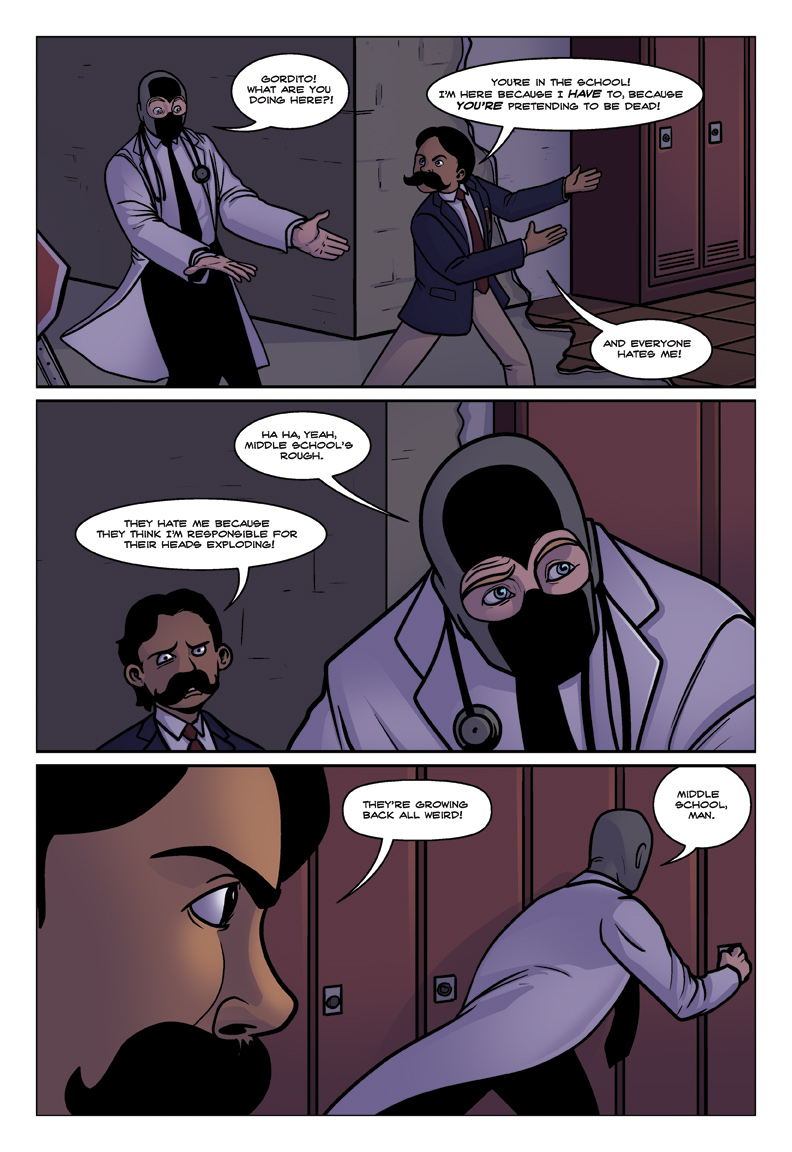 GORDITO!
WHAT ARE YOU
DOING HERE?!
YOU'RE IN THE SCHOOL!
I'M HERE BECAUSE I HAVE TO, BECAUSE
YOU'RE PRETENDING TO BE DEAD!
AND EVERYONE
HATES ME!
HA HA, YEAH,
MIDDLE SCHOOL'S
ROUGH.
THEY HATE ME BECAUSE
THEY THINK I'M RESPONSIBLE FOR
THEIR HEADS EXPLODING!
THEY'RE GROWING
BACK ALL WEIRD!
MIDDLE
SCHOOL,
MAN.